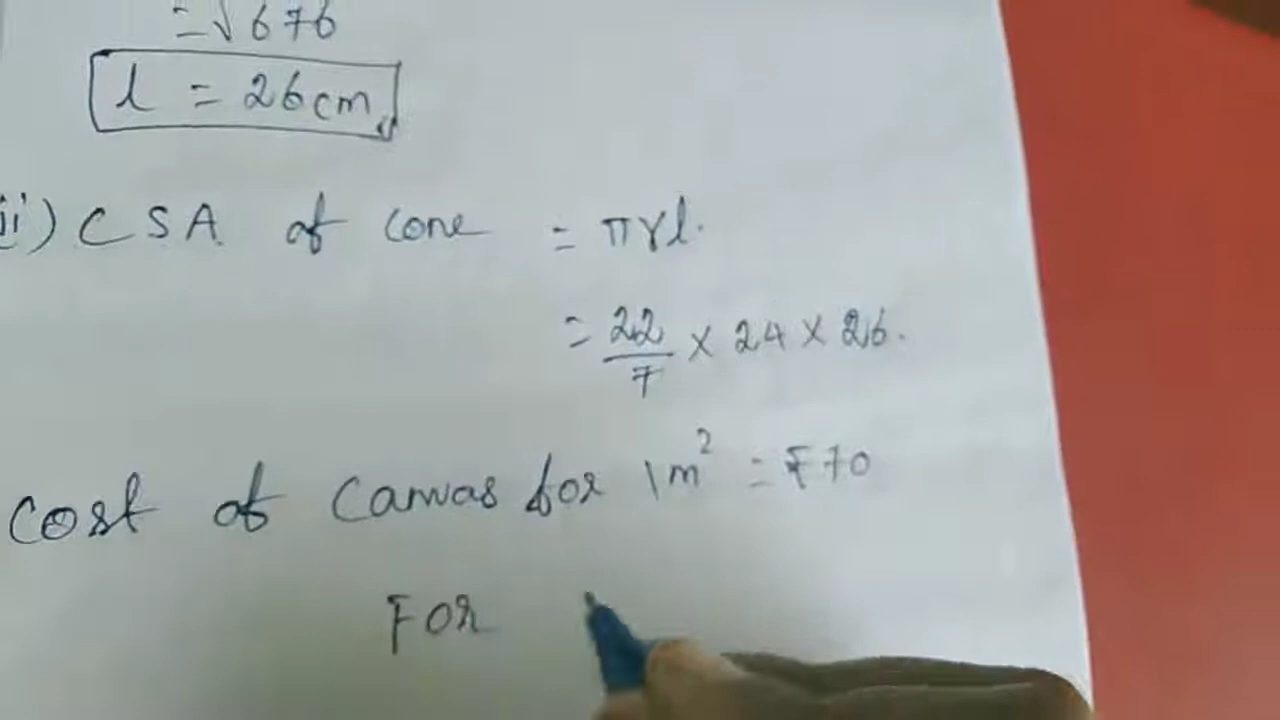 = √676
l = 26cm
ii) CSA of cone = πrl.
= 22/7 × 24 × 26.
Cost of Canvas for 1m² = ₹70
For